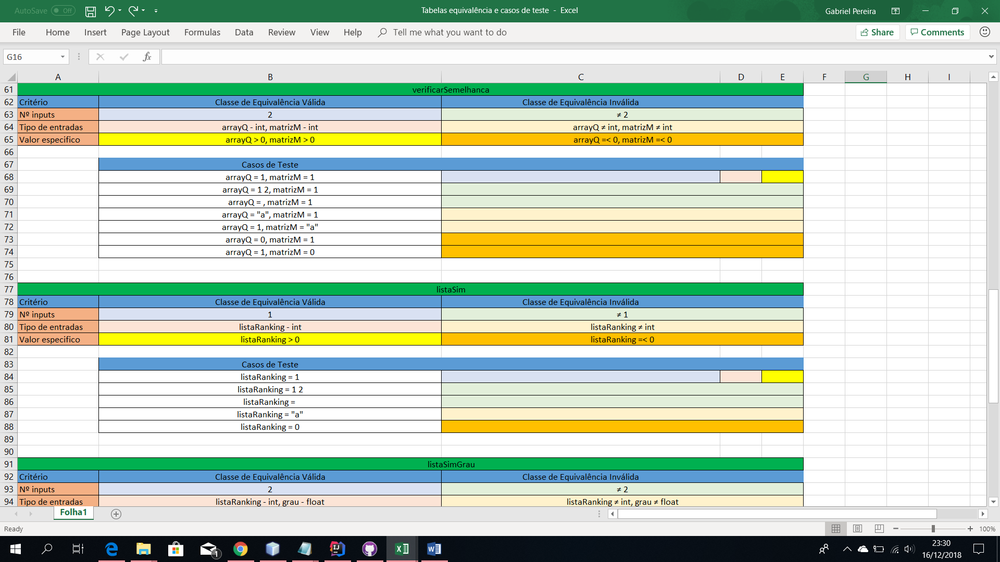 AutoSave Off
Tabelas equivalência e casos de teste - Excel
Gabriel Pereira
File Home Insert Page Layout Formulas Data Review View Help Tell me what you want to do Share Comments
G16 fx
A B C D E F G H I
61 verificarSemelhanca
62 Critério Classe de Equivalência Válida Classe de Equivalência Inválida
63 Nº inputs 2 ≠ 2
64 Tipo de entradas arrayQ - int, matrizM - int arrayQ ≠ int, matrizM ≠ int
65 Valor especifico arrayQ > 0, matrizM > 0 arrayQ =< 0, matrizM =< 0
66
67 Casos de Teste
68 arrayQ = 1, matrizM = 1
69 arrayQ = 1 2, matrizM = 1
70 arrayQ = , matrizM = 1
71 arrayQ = "a", matrizM = 1
72 arrayQ = 1, matrizM = "a"
73 arrayQ = 0, matrizM = 1
74 arrayQ = 1, matrizM = 0
75
76
77 listaSim
78 Critério Classe de Equivalência Válida Classe de Equivalência Inválida
79 Nº inputs 1 ≠ 1
80 Tipo de entradas listaRanking - int listaRanking ≠ int
81 Valor especifico listaRanking > 0 listaRanking =< 0
82
83 Casos de Teste
84 listaRanking = 1
85 listaRanking = 1 2
86 listaRanking =
87 listaRanking = "a"
88 listaRanking = 0
89
90
91 listaSimGrau
92 Critério Classe de Equivalência Válida Classe de Equivalência Inválida
93 Nº inputs 2 ≠ 2
94 Tipo de entradas listaRanking - int, grau - float listaRanking ≠ int, grau ≠ float
Folha1
Ready 100%
1
23:30
16/12/2018